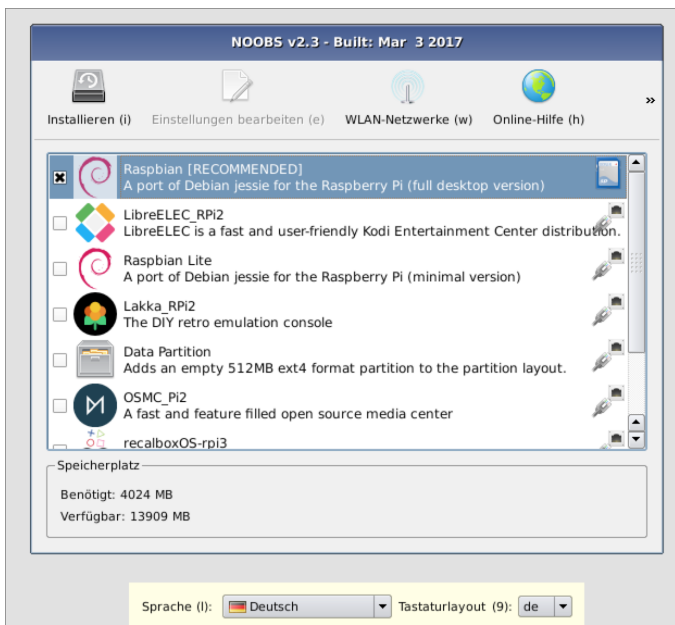 NOOBS v2.3 - Built: Mar 3 2017
Installieren (i) Einstellungen bearbeiten (e) WLAN-Netzwerke (w) Online-Hilfe (h) »
Raspbian [RECOMMENDED]
A port of Debian jessie for the Raspberry Pi (full desktop version)
LibreELEC_RPi2
LibreELEC is a fast and user-friendly Kodi Entertainment Center distribution.
Raspbian Lite
A port of Debian jessie for the Raspberry Pi (minimal version)
Lakka_RPi2
The DIY retro emulation console
Data Partition
Adds an empty 512MB ext4 format partition to the partition layout.
OSMC_Pi2
A fast and feature filled open source media center
recalboxOS-rpi3
Speicherplatz
Benötigt: 4024 MB
Verfügbar: 13909 MB
Sprache (l): Deutsch Tastaturlayout (9): de